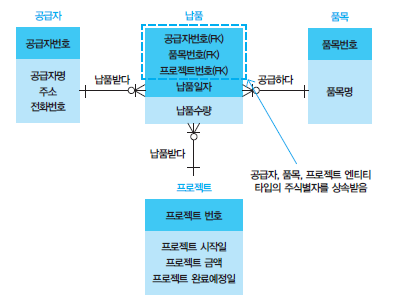 공급자
납품
품목
공급자번호
공급자명
주소
전화번호
납품받다
공급자번호(FK)
품목번호(FK)
프로젝트번호(FK)
납품일자
납품수량
공급하다
품목번호
품목명
납품받다
공급자, 품목, 프로젝트 엔티티
타입의 주식별자를 상속받음
프로젝트
프로젝트 번호
프로젝트 시작일
프로젝트 금액
프로젝트 완료예정일